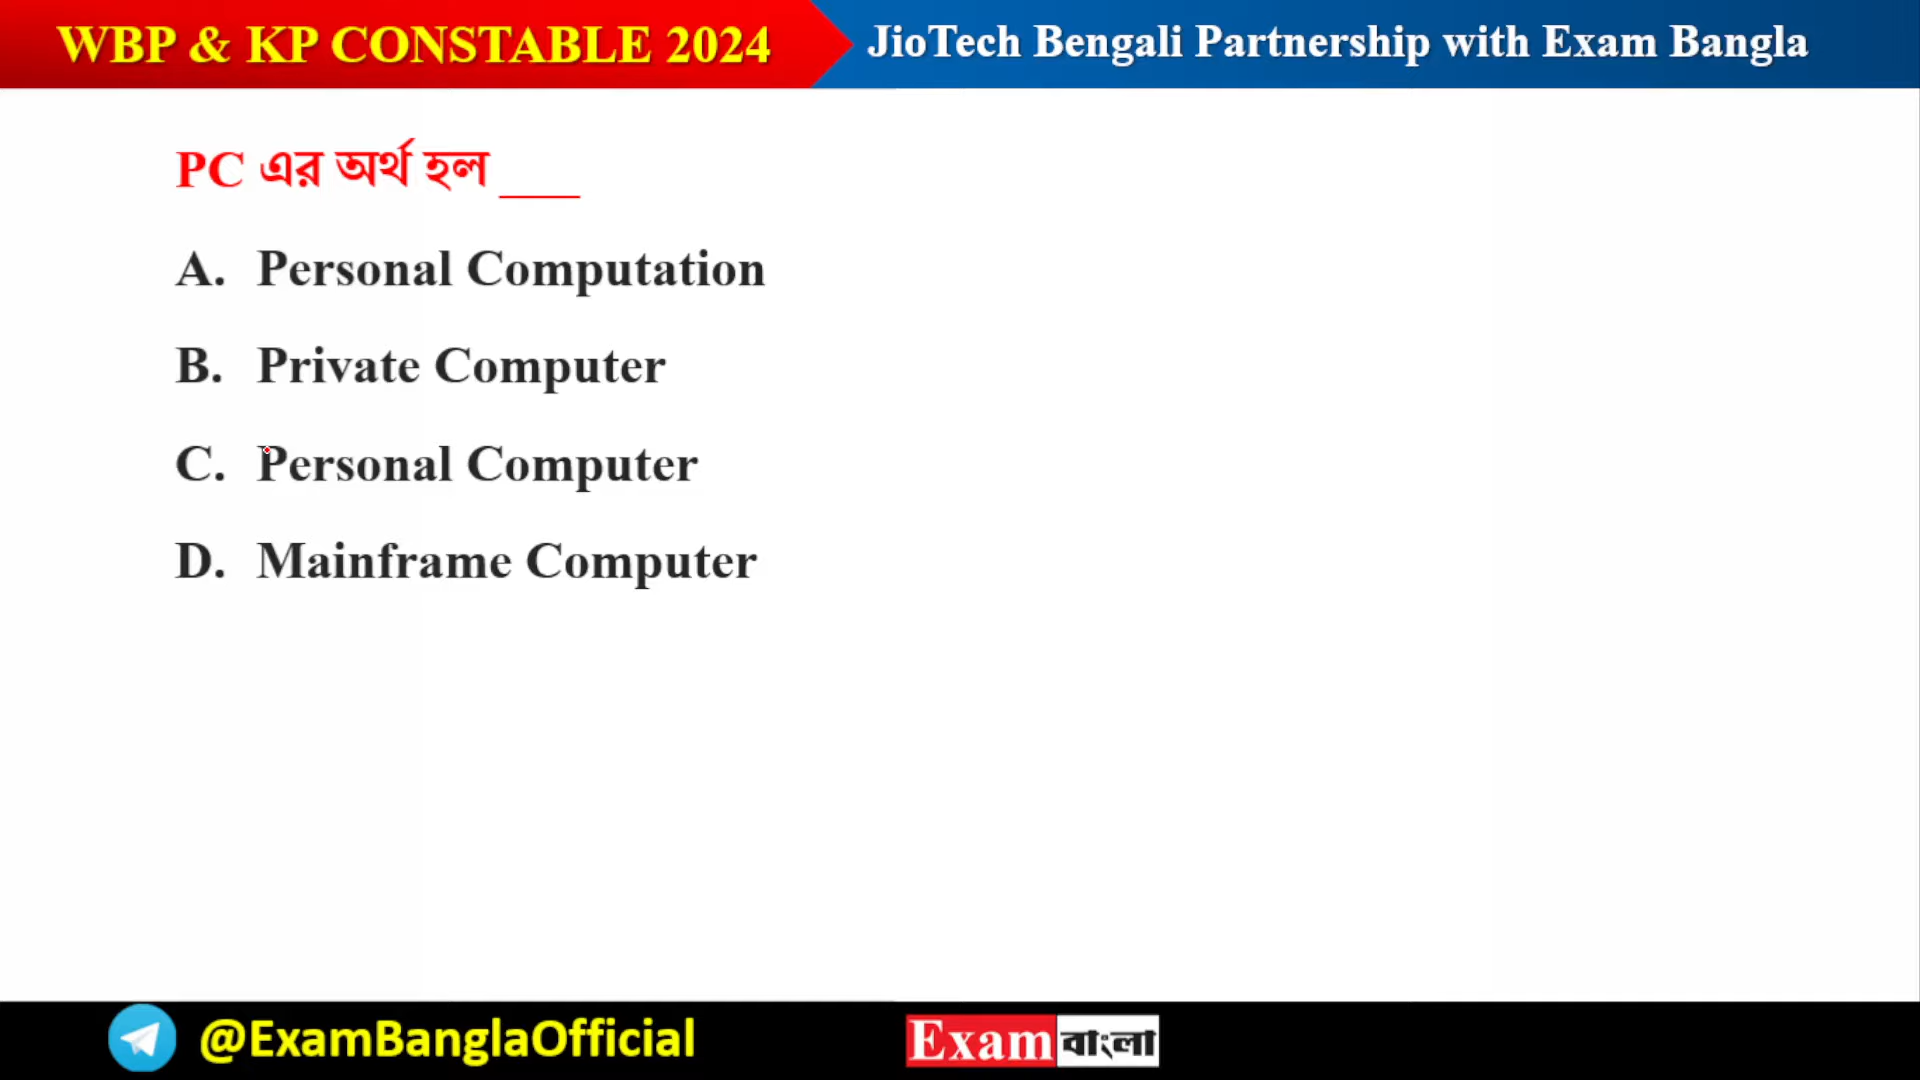 WBP & KP CONSTABLE 2024
JioTech Bengali Partnership with Exam Bangla
PC এর অর্থ হল ___
A. Personal Computation
B. Private Computer
C. Personal Computer
D. Mainframe Computer
@ExamBanglaOfficial
Exam বাংলা